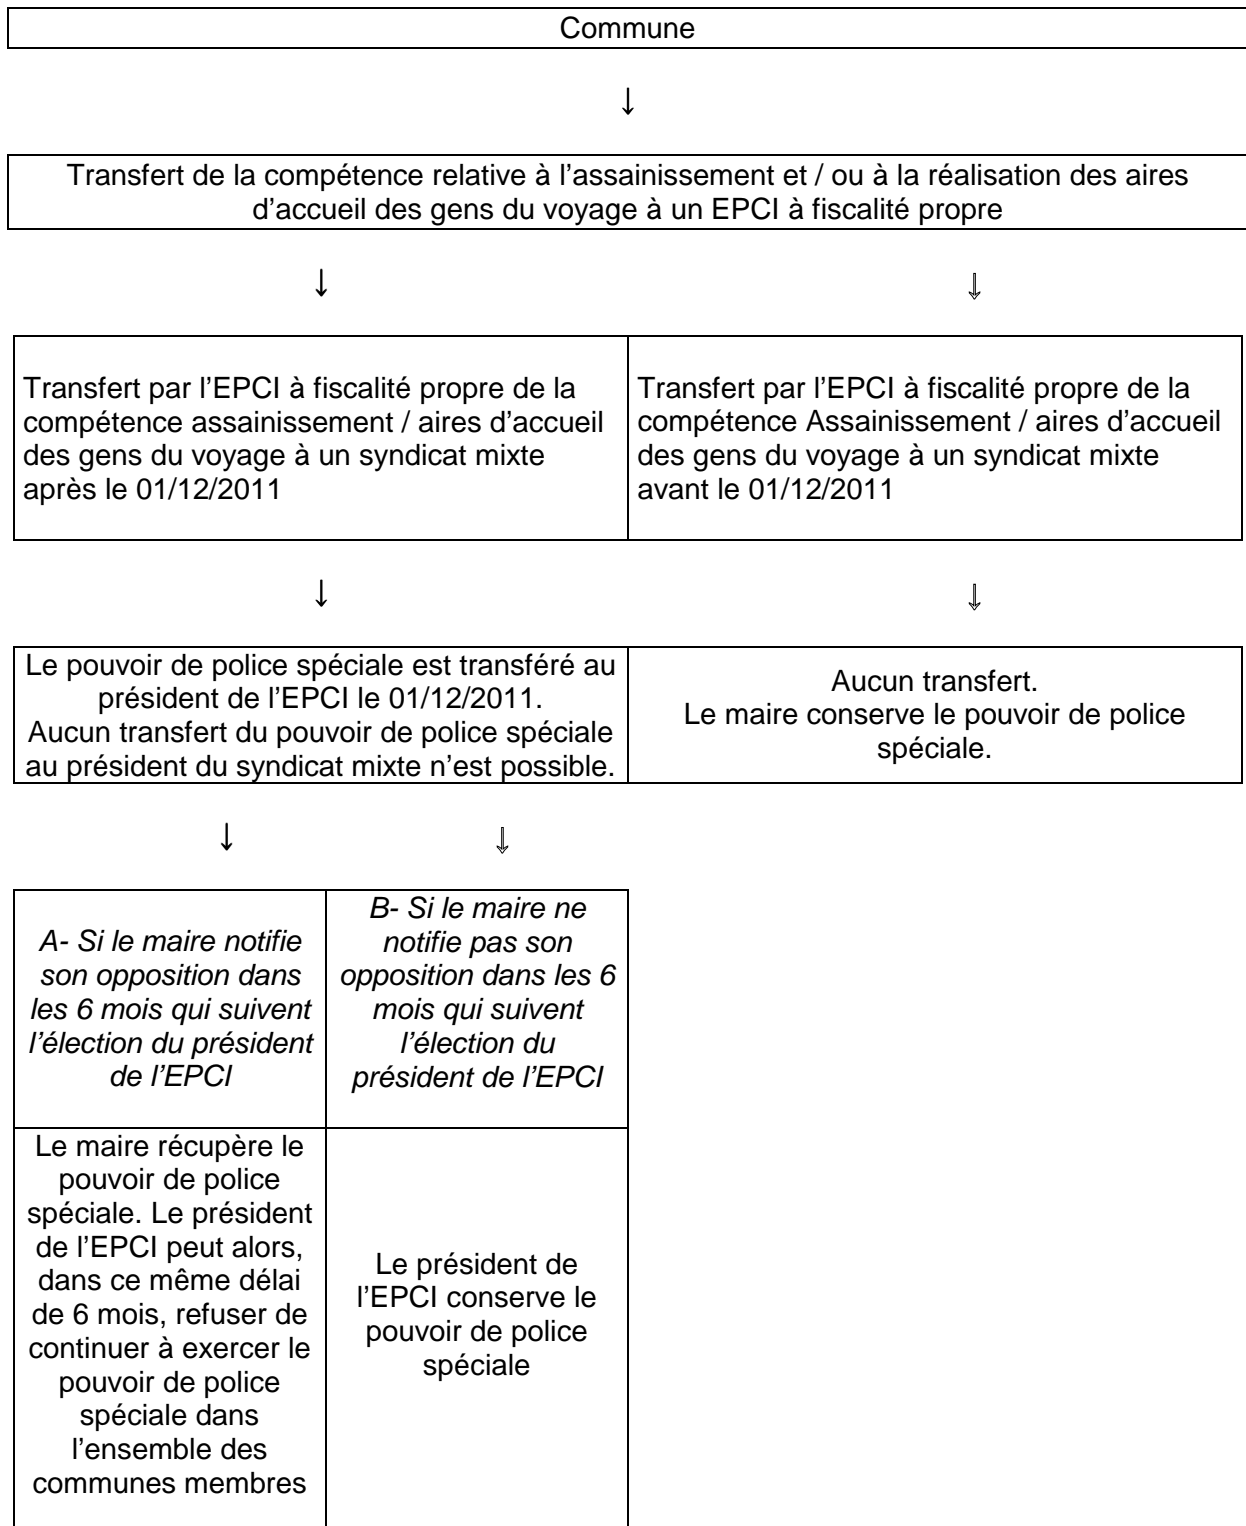 Commune
↓
Transfert de la compétence relative à l’assainissement et / ou à la réalisation des aires
d’accueil des gens du voyage à un EPCI à fiscalité propre
↓ ⇓
Transfert par l’EPCI à fiscalité propre de la
compétence assainissement / aires d’accueil
des gens du voyage à un syndicat mixte
après le 01/12/2011
Transfert par l’EPCI à fiscalité propre de la
compétence Assainissement / aires d’accueil
des gens du voyage à un syndicat mixte
avant le 01/12/2011
↓ ⇓
Le pouvoir de police spéciale est transféré au
président de l’EPCI le 01/12/2011.
Aucun transfert du pouvoir de police spéciale
au président du syndicat mixte n’est possible.
Aucun transfert.
Le maire conserve le pouvoir de police
spéciale.
↓ ⇓
A- Si le maire notifie
son opposition dans
les 6 mois qui suivent
l’élection du président
de l’EPCI
B- Si le maire ne
notifie pas son
opposition dans les 6
mois qui suivent
l’élection du
président de l’EPCI
Le maire récupère le
pouvoir de police
spéciale. Le président
de l’EPCI peut alors,
dans ce même délai
de 6 mois, refuser de
continuer à exercer le
pouvoir de police
spéciale dans
l’ensemble des
communes membres
Le président de
l’EPCI conserve le
pouvoir de police
spéciale